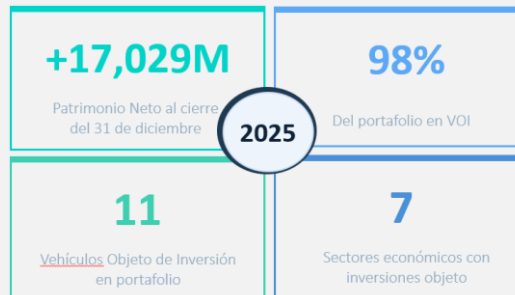 +17,029M
Patrimonio Neto al cierre
del 31 de diciembre
98%
Del portafolio en VOI
2025
11
Vehículos Objeto de Inversión
en portafolio
7
Sectores económicos con
inversiones objeto